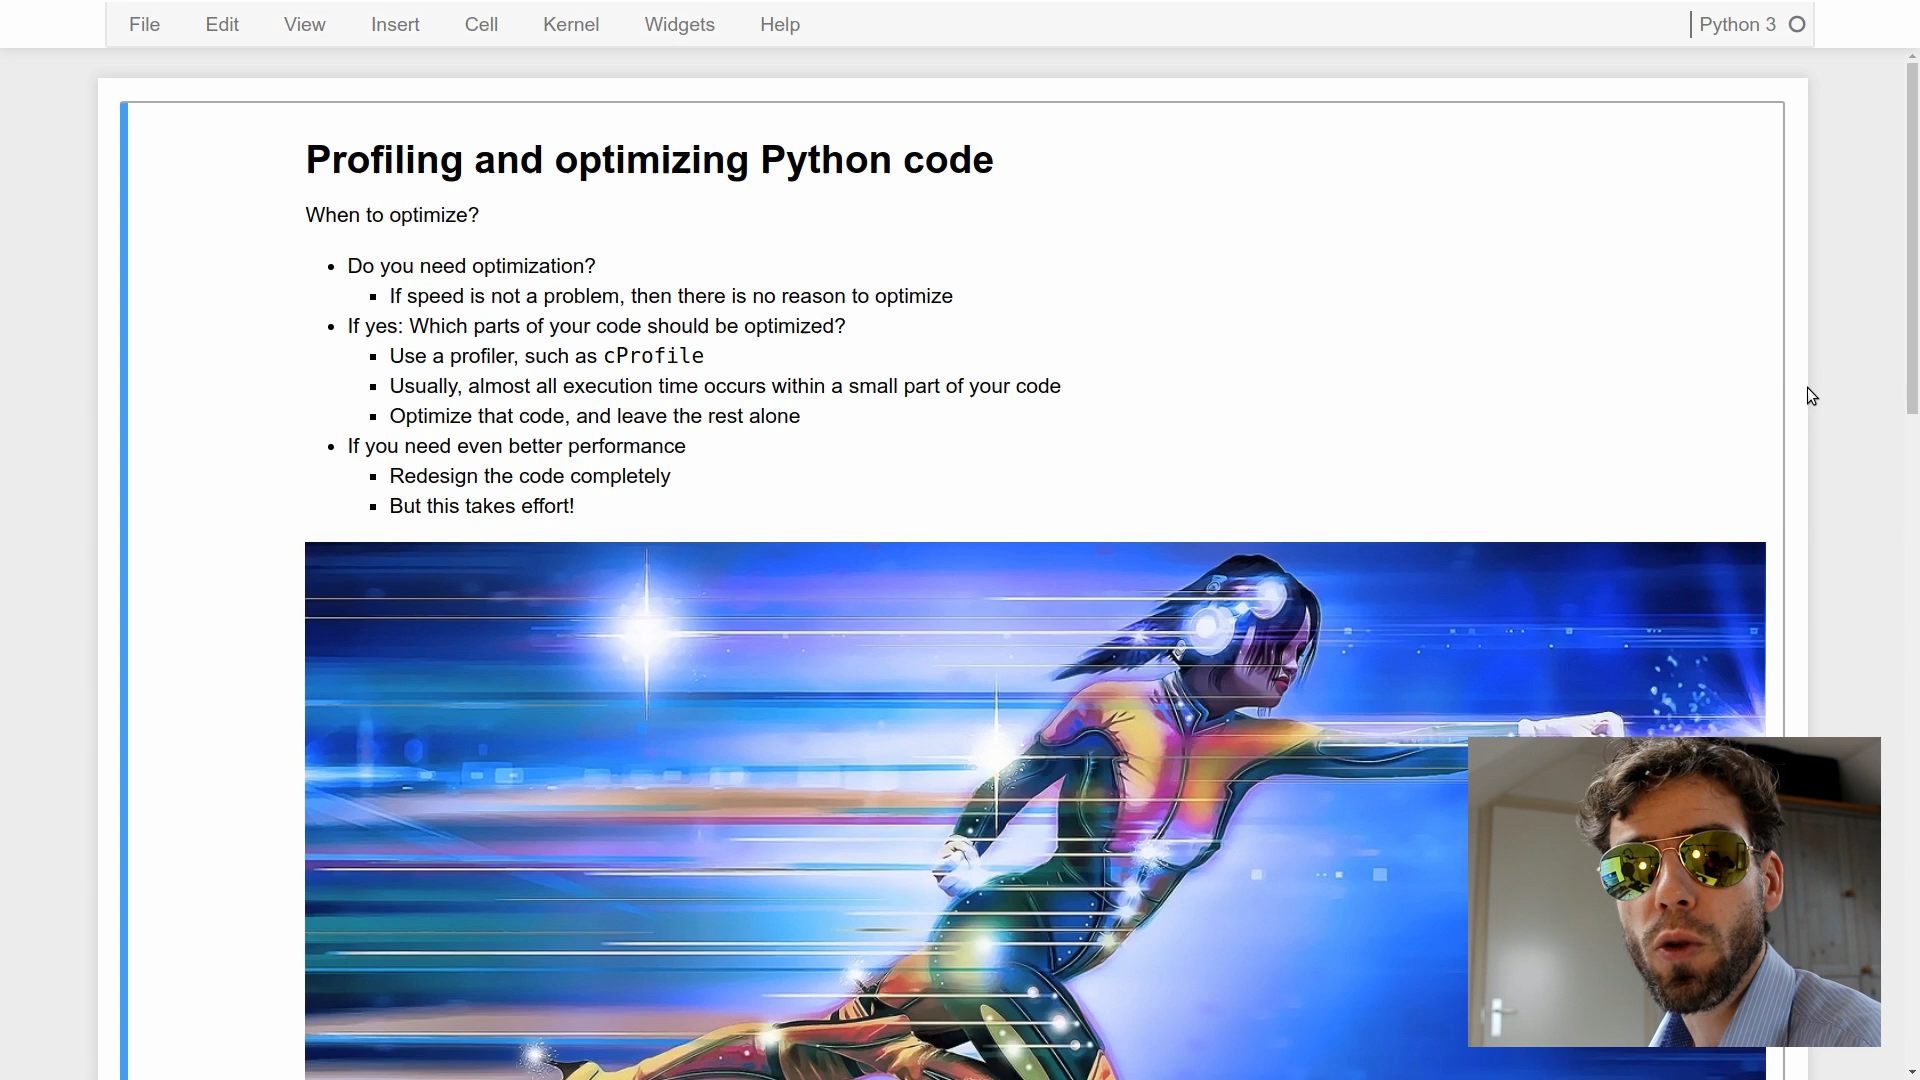 File Edit View Insert Cell Kernel Widgets Help Python 3
Profiling and optimizing Python code
When to optimize?
Do you need optimization?
If speed is not a problem, then there is no reason to optimize
If yes: Which parts of your code should be optimized?
Use a profiler, such as cProfile
Usually, almost all execution time occurs within a small part of your code
Optimize that code, and leave the rest alone
If you need even better performance
Redesign the code completely
But this takes effort!